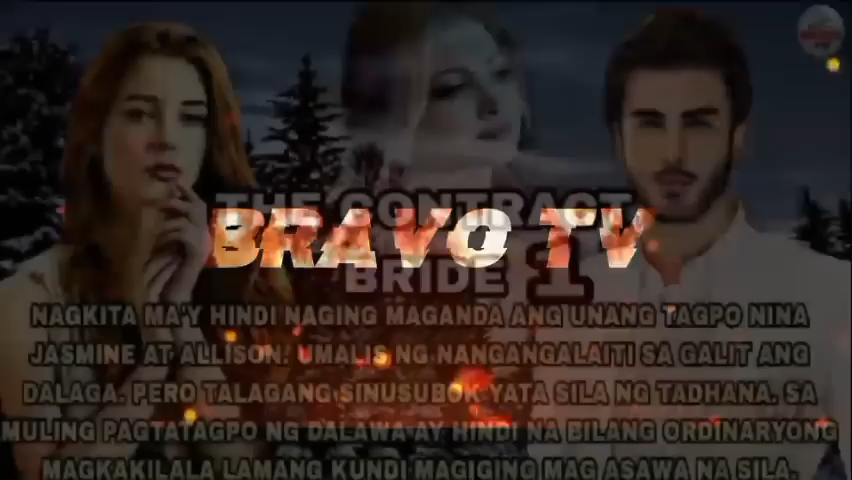 THE CONTRACT
BRAVO TV
BRIDE 1
NAGKITA MA'Y HINDI NAGING MAGANDA ANG UNANG TAGPO NINA
JASMINE AT ALLISON. UMALIS NG NANGANGALAITI SA GALIT ANG
DALAGA. PERO TALAGANG SINUSUBOK YATA SILA NG TADHANA. SA
MULING PAGTATAGPO NG DALAWA AY HINDI NA BILANG ORDINARYONG
MAGKAKILALA LAMANG KUNDI MAGIGING MAG ASAWA NA SILA.